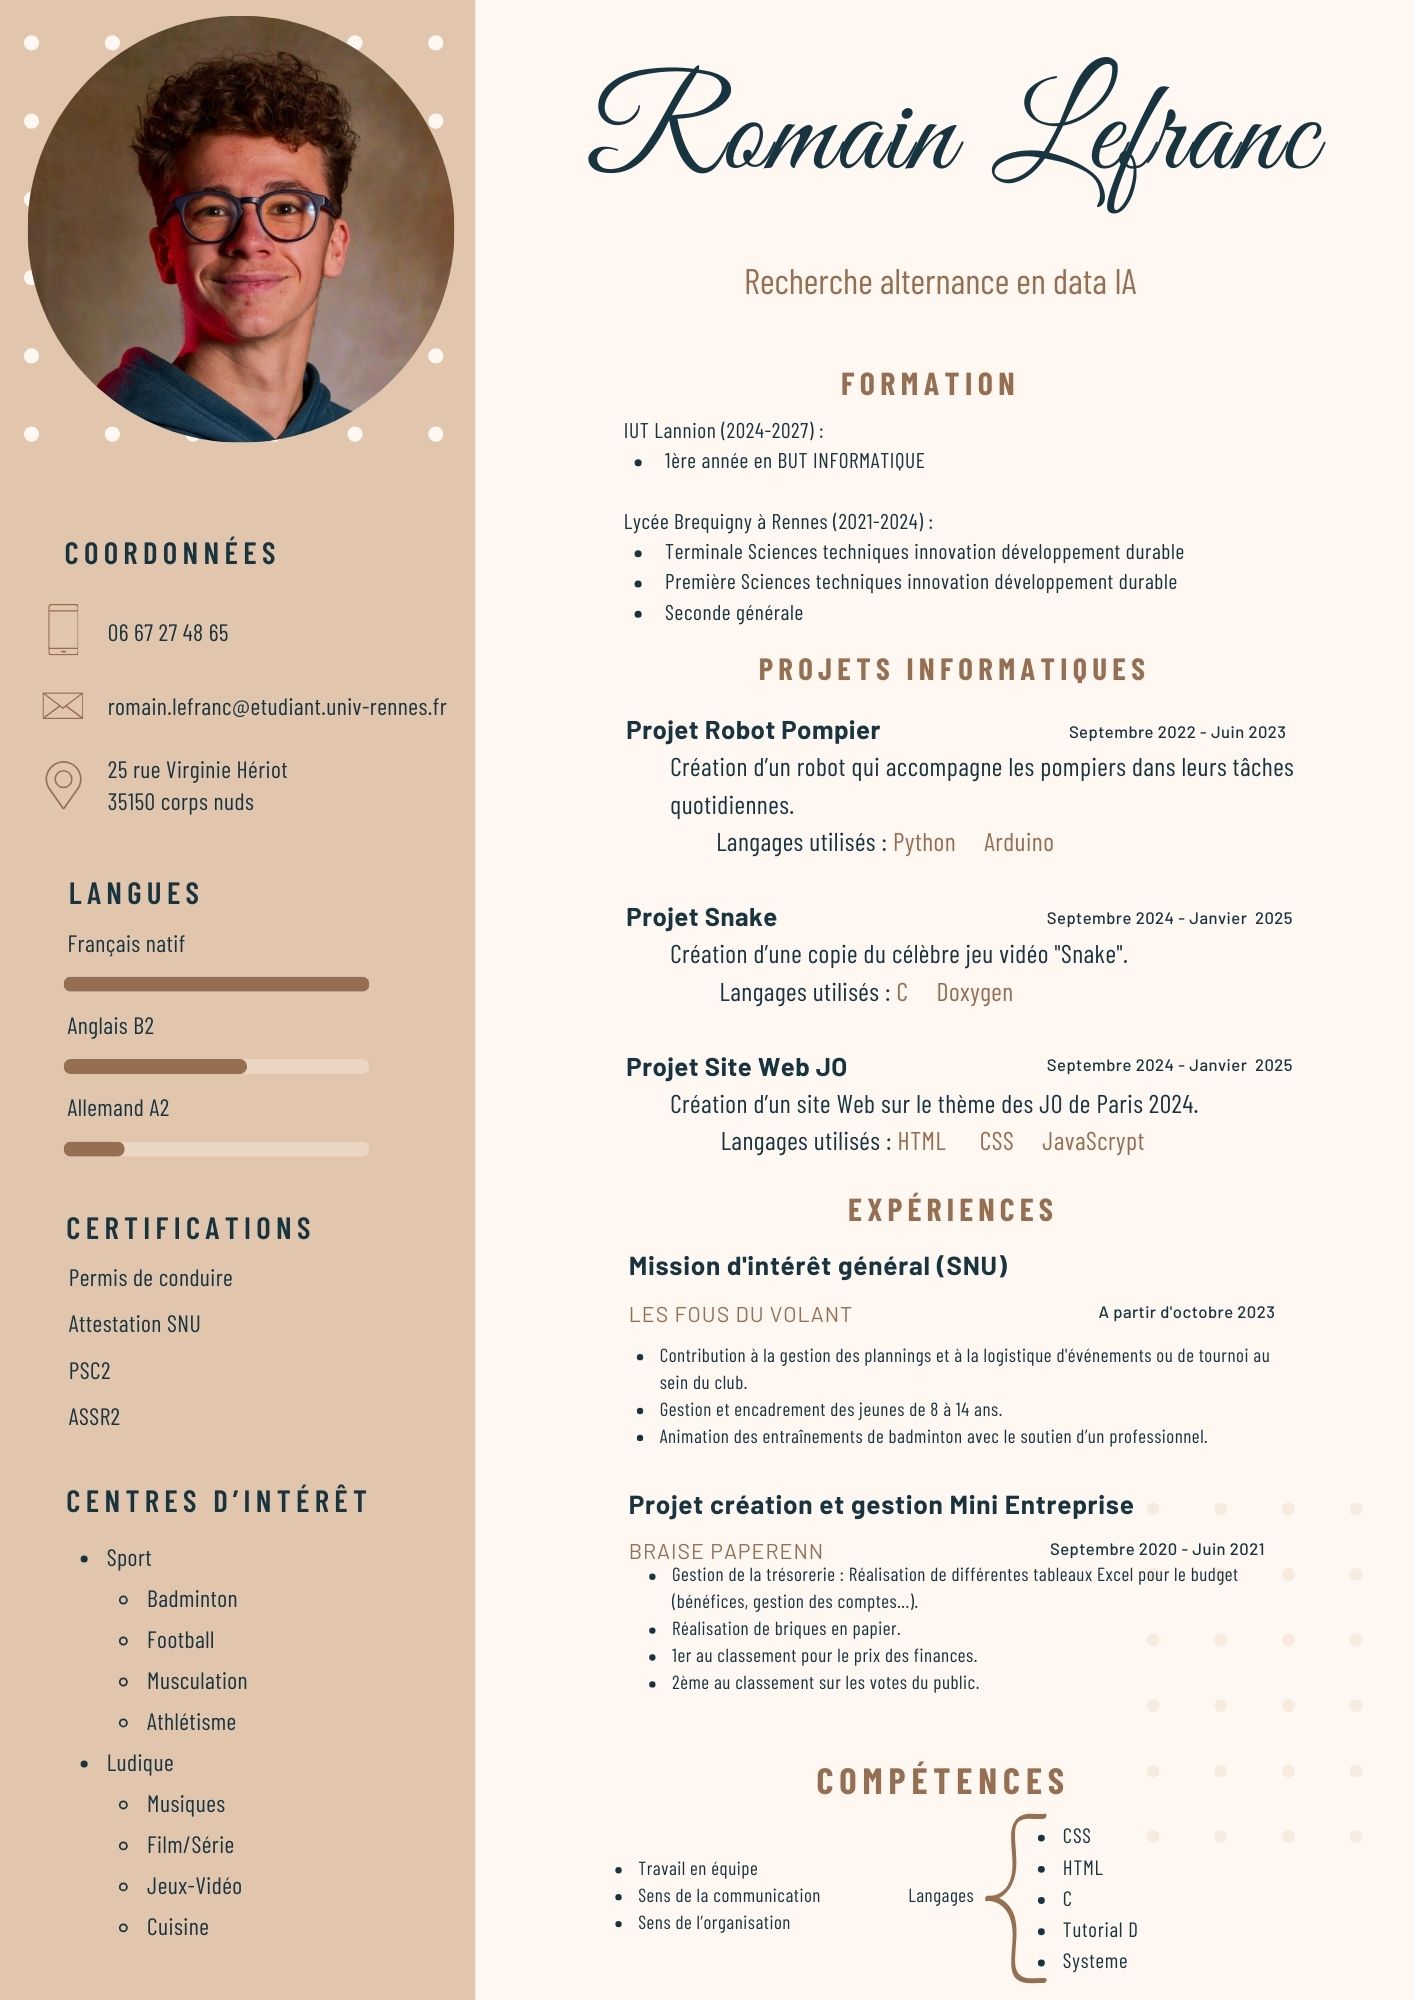 Romain Lefranc
Recherche alternance en data IA
COORDONNÉES
06 67 27 48 65
romain.lefranc@etudiant.univ-rennes.fr
25 rue Virginie Hériot
35150 corps nuds
LANGUES
Français natif
Anglais B2
Allemand A2
CERTIFICATIONS
Permis de conduire
Attestation SNU
PSC2
ASSR2
CENTRES D’INTÉRÊT
• Sport
◦ Badminton
◦ Football
◦ Musculation
◦ Athlétisme
• Ludique
◦ Musiques
◦ Film/Série
◦ Jeux-Vidéo
◦ Cuisine
FORMATION
IUT Lannion (2024-2027) :
• 1ère année en BUT INFORMATIQUE
Lycée Brequigny à Rennes (2021-2024) :
• Terminale Sciences techniques innovation développement durable
• Première Sciences techniques innovation développement durable
• Seconde générale
PROJETS INFORMATIQUES
Projet Robot Pompier Septembre 2022 - Juin 2023
Création d’un robot qui accompagne les pompiers dans leurs tâches
quotidiennes.
Langages utilisés : Python Arduino
Projet Snake Septembre 2024 - Janvier 2025
Création d’une copie du célèbre jeu vidéo "Snake".
Langages utilisés : C Doxygen
Projet Site Web JO Septembre 2024 - Janvier 2025
Création d’un site Web sur le thème des JO de Paris 2024.
Langages utilisés : HTML CSS JavaScrypt
EXPÉRIENCES
Mission d'intérêt général (SNU)
LES FOUS DU VOLANT A partir d'octobre 2023
• Contribution à la gestion des plannings et à la logistique d'événements ou de tournoi au
sein du club.
• Gestion et encadrement des jeunes de 8 à 14 ans.
• Animation des entraînements de badminton avec le soutien d’un professionnel.
Projet création et gestion Mini Entreprise
BRAISE PAPERENN Septembre 2020 - Juin 2021
• Gestion de la trésorerie : Réalisation de différentes tableaux Excel pour le budget
(bénéfices, gestion des comptes...).
• Réalisation de briques en papier.
• 1er au classement pour le prix des finances.
• 2ème au classement sur les votes du public.
COMPÉTENCES
• Travail en équipe
• Sens de la communication
• Sens de l’organisation
Langages
• CSS
• HTML
• C
• Tutorial D
• Systeme